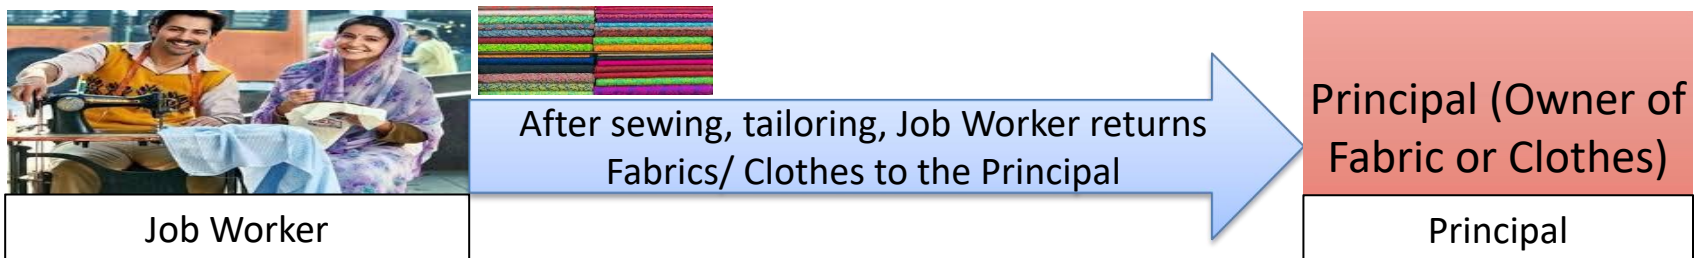 After sewing, tailoring, Job Worker returns
Fabrics/ Clothes to the Principal
Principal (Owner of
Fabric or Clothes)
Job Worker
Principal